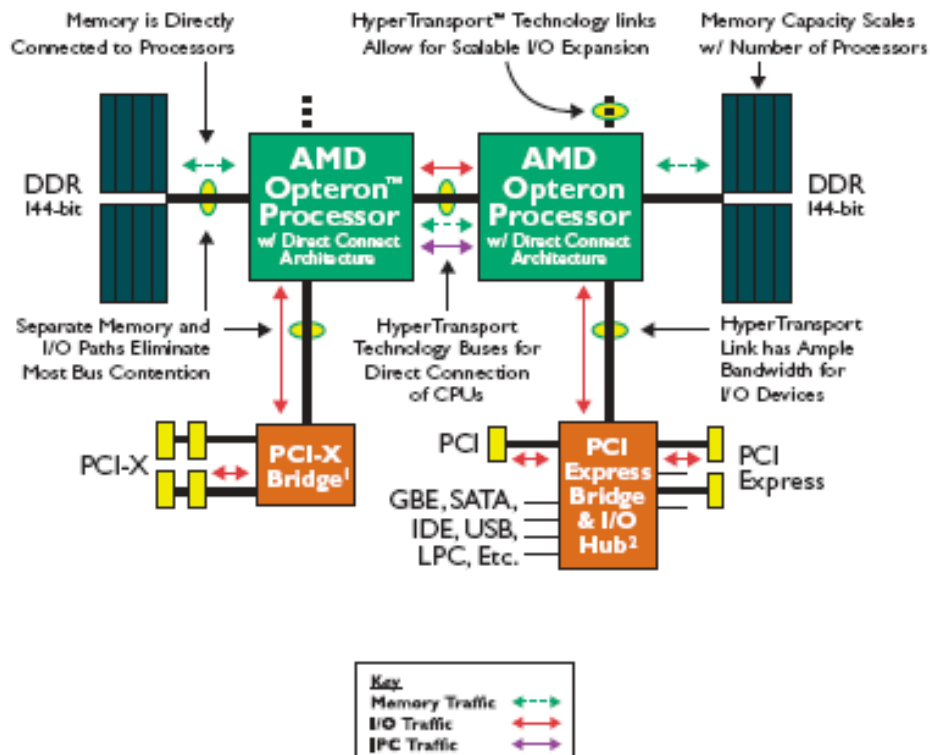 Memory is Directly
Connected to Processors
HyperTransport™ Technology links
Allow for Scalable I/O Expansion
Memory Capacity Scales
w/ Number of Processors
DDR
144-bit
AMD
Opteron™
Processor
w/ Direct Connect
Architecture
AMD
Opteron
Processor
w/ Direct Connect
Architecture
DDR
144-bit
Separate Memory and
I/O Paths Eliminate
Most Bus Contention
HyperTransport
Technology Buses for
Direct Connection
of CPUs
HyperTransport
Link has Ample
Bandwidth for
I/O Devices
PCI-X
PCI-X
Bridge¹
PCI
GBE, SATA,
IDE, USB,
LPC, Etc.
PCI
Express
Bridge
& I/O
Hub²
PCI
Express
Key
Memory Traffic
I/O Traffic
IPC Traffic